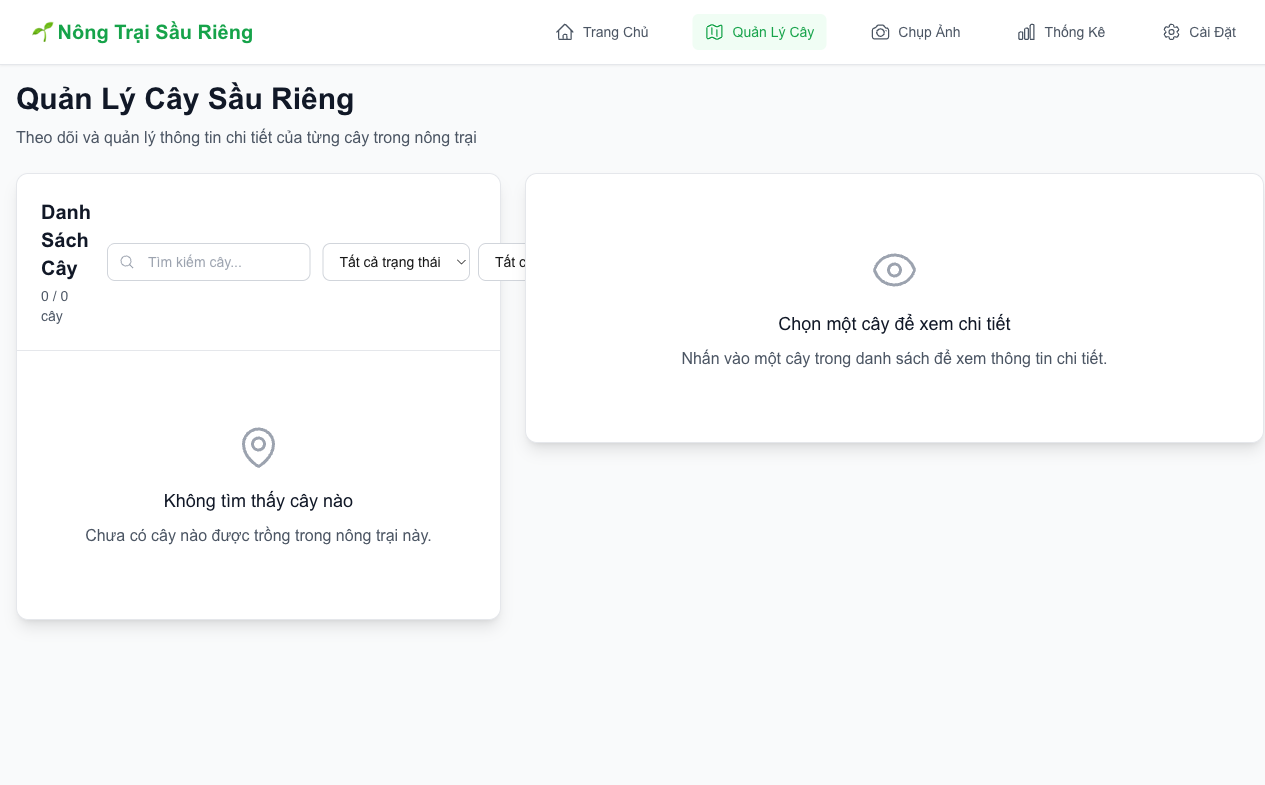 🌱 Nông Trại Sầu Riêng
Trang Chủ
Quản Lý Cây
Chụp Ảnh
Thống Kê
Cài Đặt
Quản Lý Cây Sầu Riêng
Theo dõi và quản lý thông tin chi tiết của từng cây trong nông trại
Danh
Sách
Cây
0 / 0
cây
Tìm kiếm cây...
Tất cả trạng thái
Tất c
Không tìm thấy cây nào
Chưa có cây nào được trồng trong nông trại này.
Chọn một cây để xem chi tiết
Nhấn vào một cây trong danh sách để xem thông tin chi tiết.